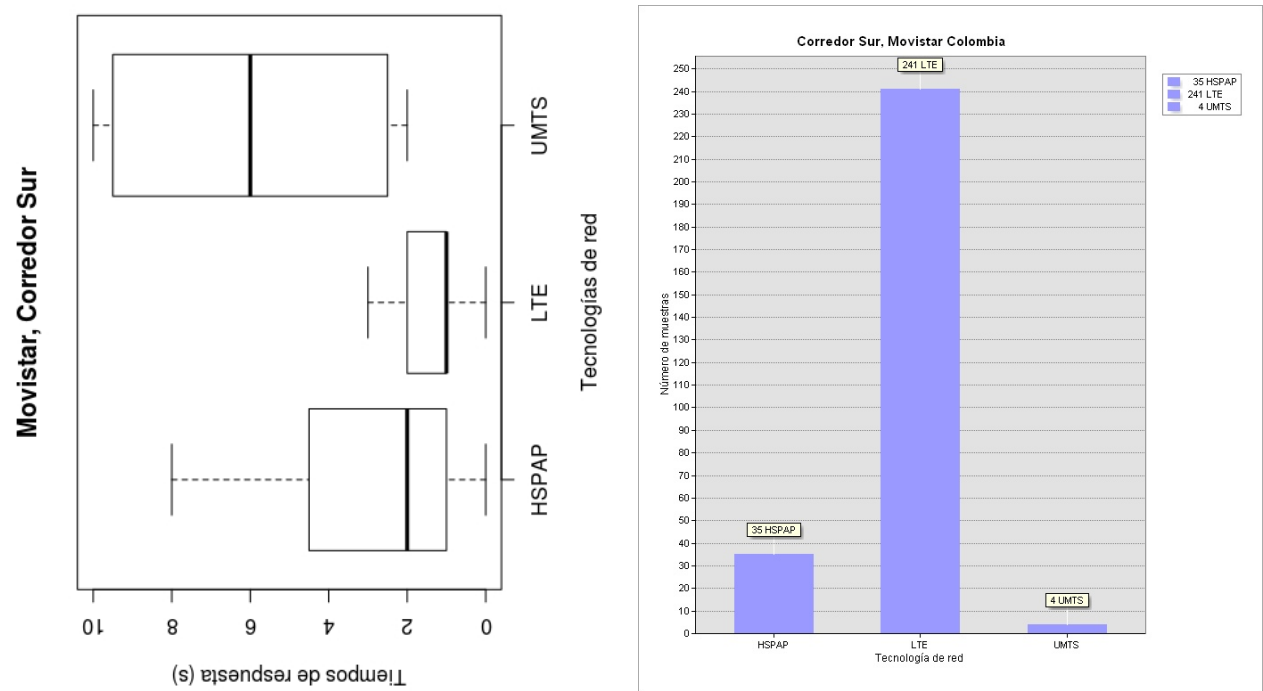 Movistar, Corredor Sur
UMTS
LTE
HSPAP
Tecnologías de red
10 8 6 4 2 0
Tiempos de respuesta (s)
Corredor Sur, Movistar Colombia
250
240
230
220
210
200
190
180
170
160
150
140
130
120
110
100
90
80
70
60
50
40
30
20
10
0
Número de muestras
35 HSPAP
241 LTE
4 UMTS
HSPAP LTE UMTS
Tecnología de red
35 HSPAP
241 LTE
4 UMTS